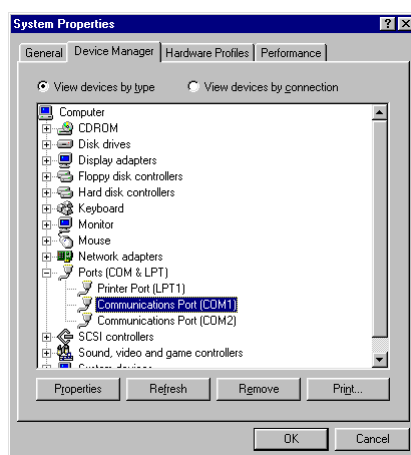 System Properties
General Device Manager Hardware Profiles Performance
View devices by type View devices by connection
Computer
CDROM
Disk drives
Display adapters
Floppy disk controllers
Hard disk controllers
Keyboard
Monitor
Mouse
Network adapters
Ports (COM & LPT)
Printer Port (LPT1)
Communications Port (COM1)
Communications Port (COM2)
SCSI controllers
Sound, video and game controllers
System devices
Properties Refresh Remove Print...
OK Cancel